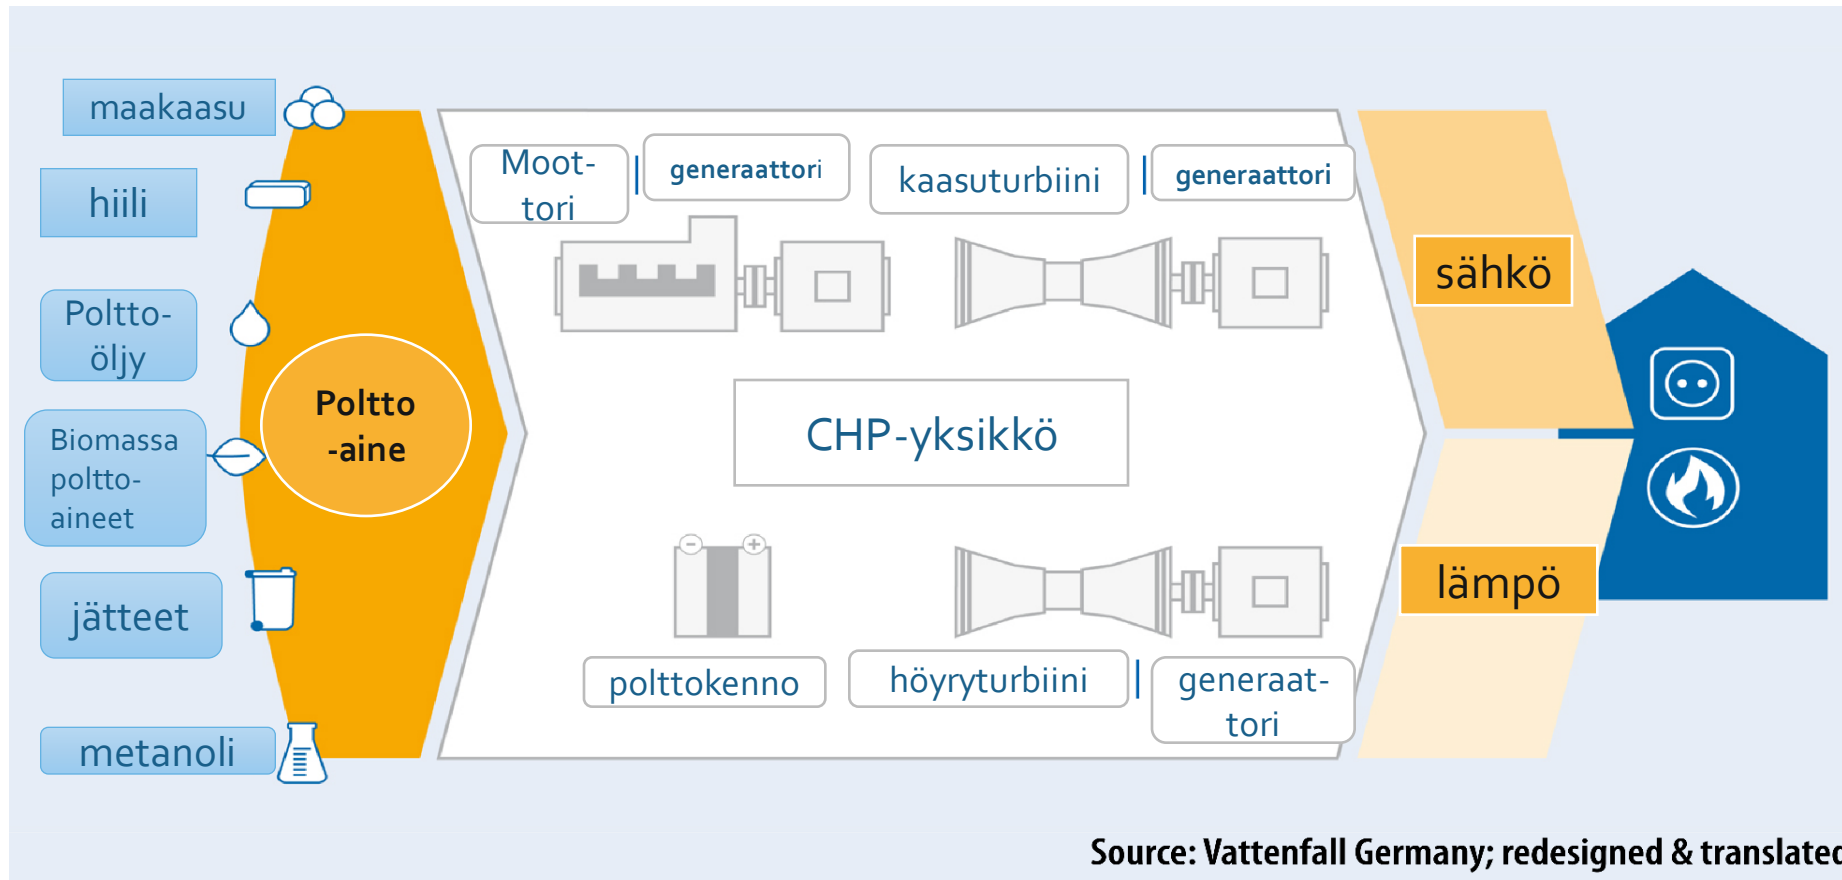 maakaasu
hiili
Poltto-
öljy
Biomassa
poltto-
aineet
jätteet
metanoli
Poltto
-aine
Moot-
tori
generaattori
kaasuturbiini
generaattori
CHP-yksikkö
polttokenno
höyryturbiini
generaat-
tori
sähkö
lämpö
Source: Vattenfall Germany; redesigned & translated